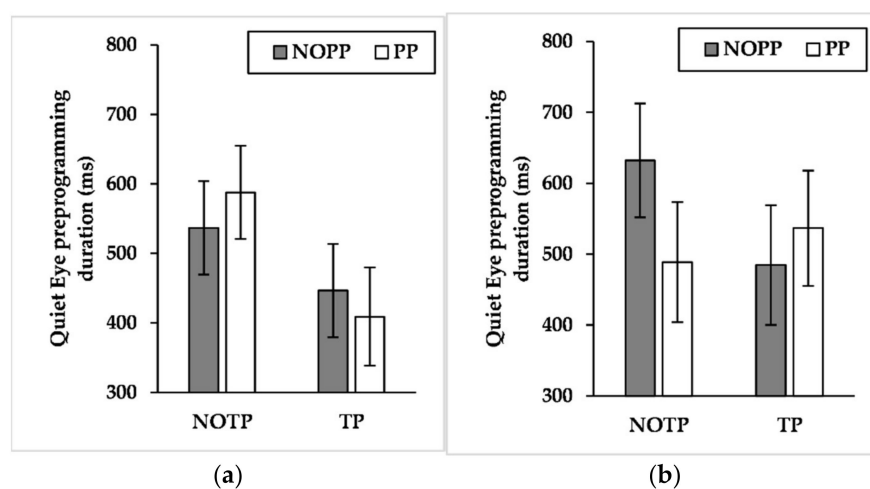 800
700
600
500
400
300
Quiet Eye preprogramming
duration (ms)
NOPP PP
NOTP TP
(a)
800
700
600
500
400
300
Quiet Eye preprogramming
duration (ms)
NOPP PP
NOTP TP
(b)